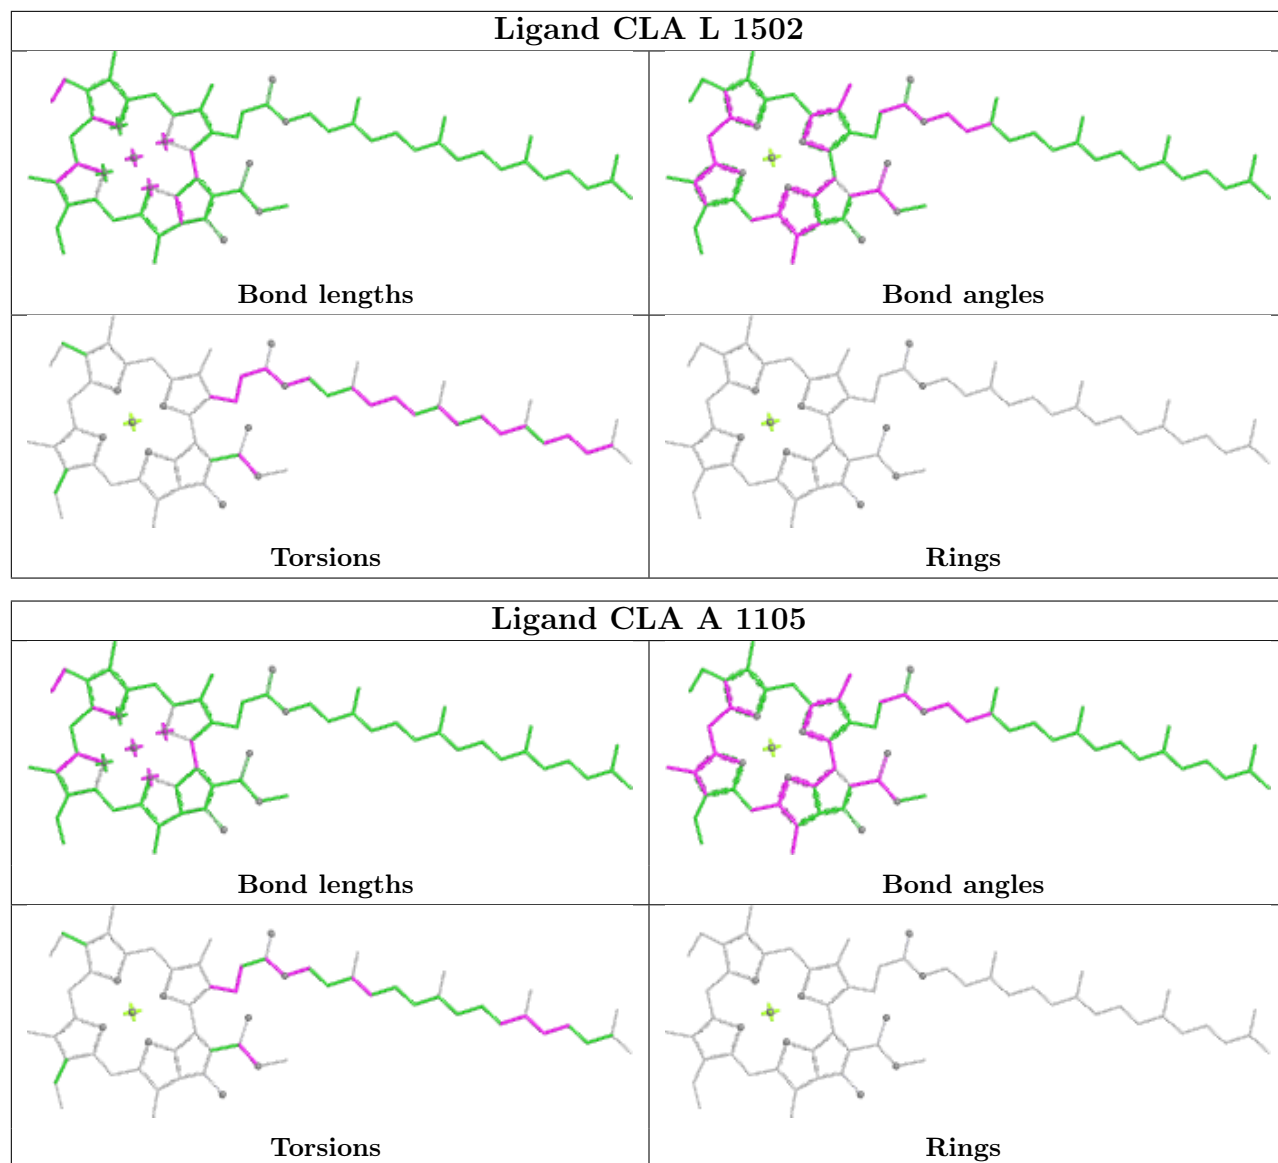 Ligand CLA L 1502
Bond lengths
Bond angles
Torsions
Rings
Ligand CLA A 1105
Bond lengths
Bond angles
Torsions
Rings